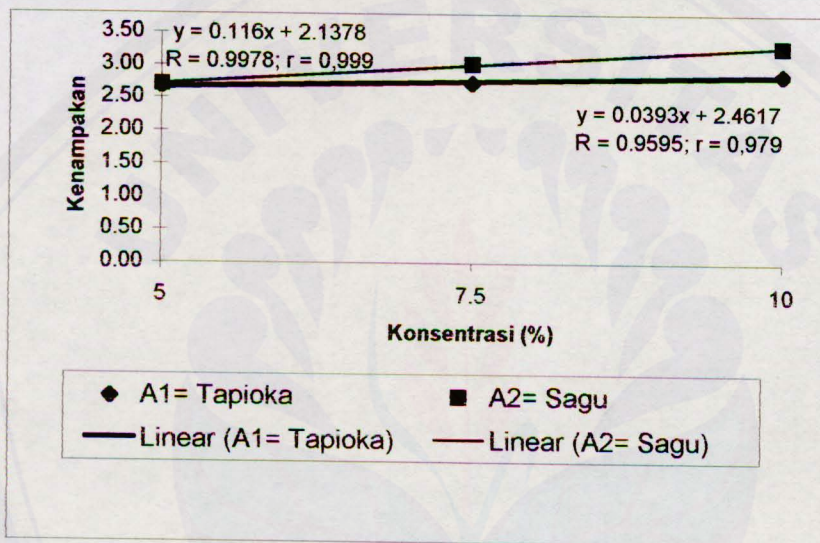 3.50
3.00
2.50
2.00
1.50
1.00
0.50
0.00
Kenampakan
y = 0.116x + 2.1378
R = 0.9978; r = 0,999
y = 0.0393x + 2.4617
R = 0.9595; r = 0,979
5 7.5 10
Konsentrasi (%)
A1= Tapioka A2= Sagu
Linear (A1= Tapioka) Linear (A2= Sagu)
UNIVERSITAS